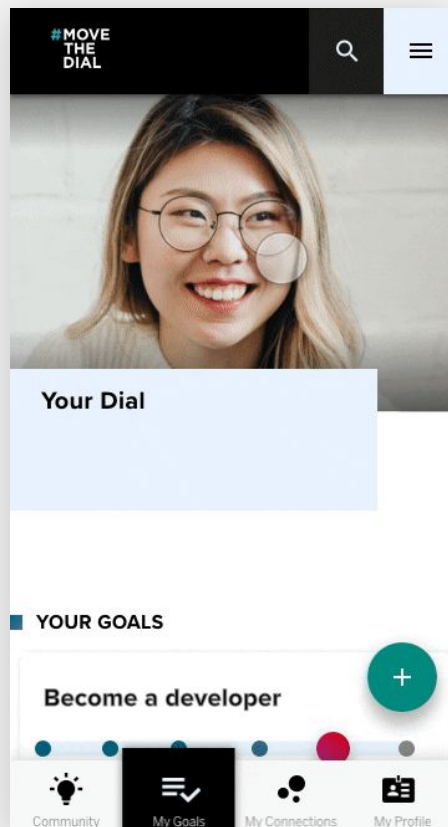 #MOVE
THE
DIAL
Your Dial
YOUR GOALS
Become a developer
+
Community
My Goals
My Connections
My Profile